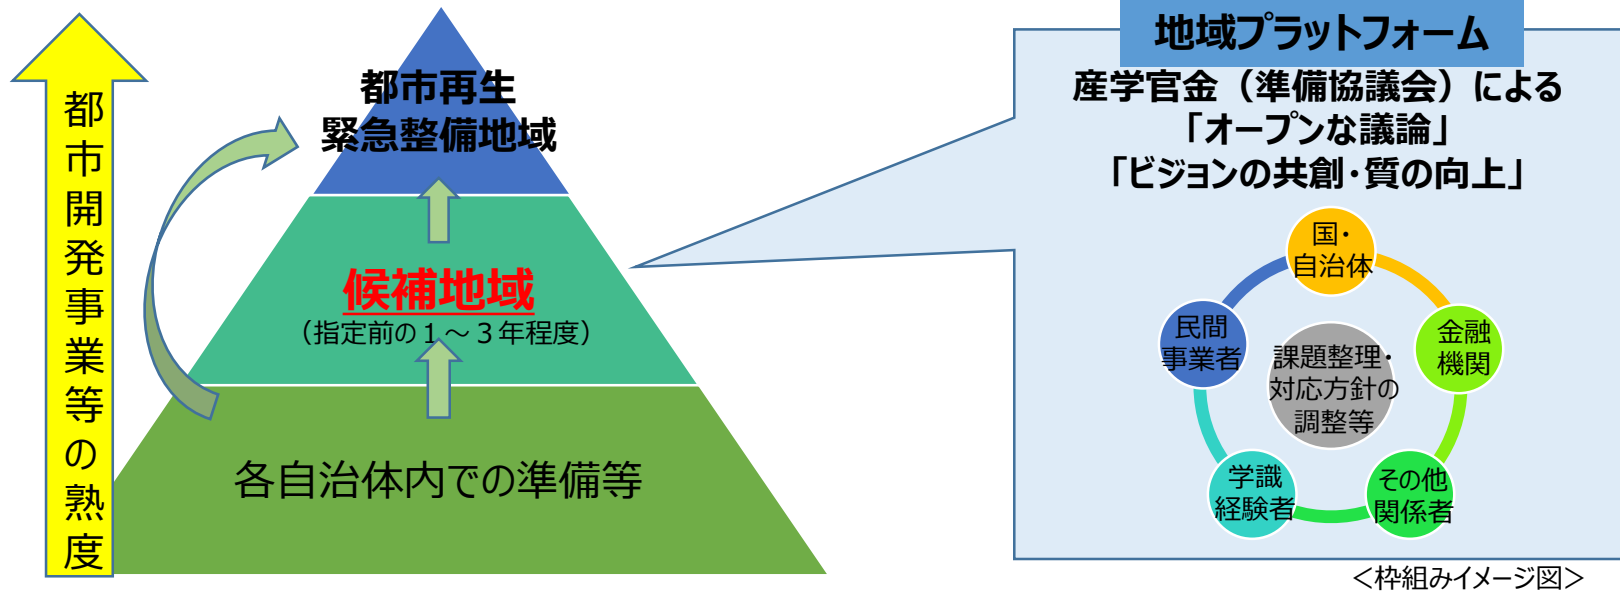 都市開発事業等の熟度
都市再生
緊急整備地域
候補地域
（指定前の１～３年程度）
各自治体内での準備等
地域プラットフォーム
産学官金（準備協議会）による
「オープンな議論」
「ビジョンの共創・質の向上」
国・
自治体
民間
事業者
金融
機関
課題整理・
対応方針の
調整等
学識
経験者
その他
関係者
＜枠組みイメージ図＞